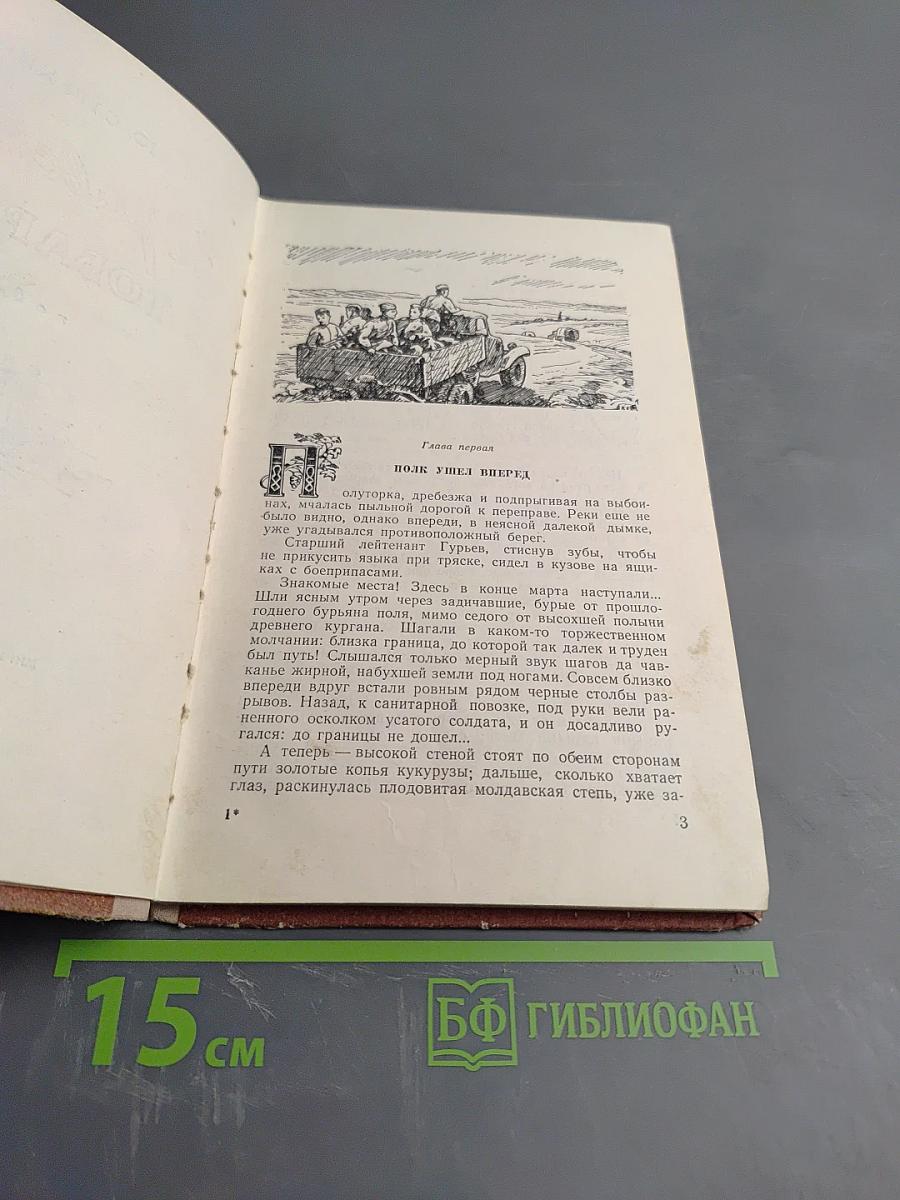 Глава первая
ПОЛК УШЕЛ ВПЕРЕД
Полуторка, дребезжа и подпрыгивая на выбои-
нах, мчалась пыльной дорогой к переправе. Реки еще не
было видно, однако впереди, в неясной далекой дымке,
уже угадывался противоположный берег.
Старший лейтенант Гурьев, стиснув зубы, чтобы
не прикусить языка при тряске, сидел в кузове на ящи-
ках с боеприпасами.
Знакомые места! Здесь в конце марта наступали...
Шли ясным утром через задичавшие, бурые от прошло-
годнего бурьяна поля, мимо седого от высохшей полыни
древнего кургана. Шагали в каком-то торжественном
молчании: близка граница, до которой так далек и труден
был путь! Слышался только мерный звук шагов да чав-
канье жирной, набухшей земли под ногами. Совсем близко
впереди вдруг встали ровным рядом черные столбы раз-
рывов. Назад, к санитарной повозке, под руки вели ра-
ненного осколком усатого солдата, и он досадливо ру-
гался: до границы не дошел...
А теперь — высокой стеной стоят по обеим сторонам
пути золотые копья кукурузы; дальше, сколько хватает
глаз, раскинулась плодовитая молдавская степь, уже за-
1*
3
15 см
БФ ГИБЛИОФАН